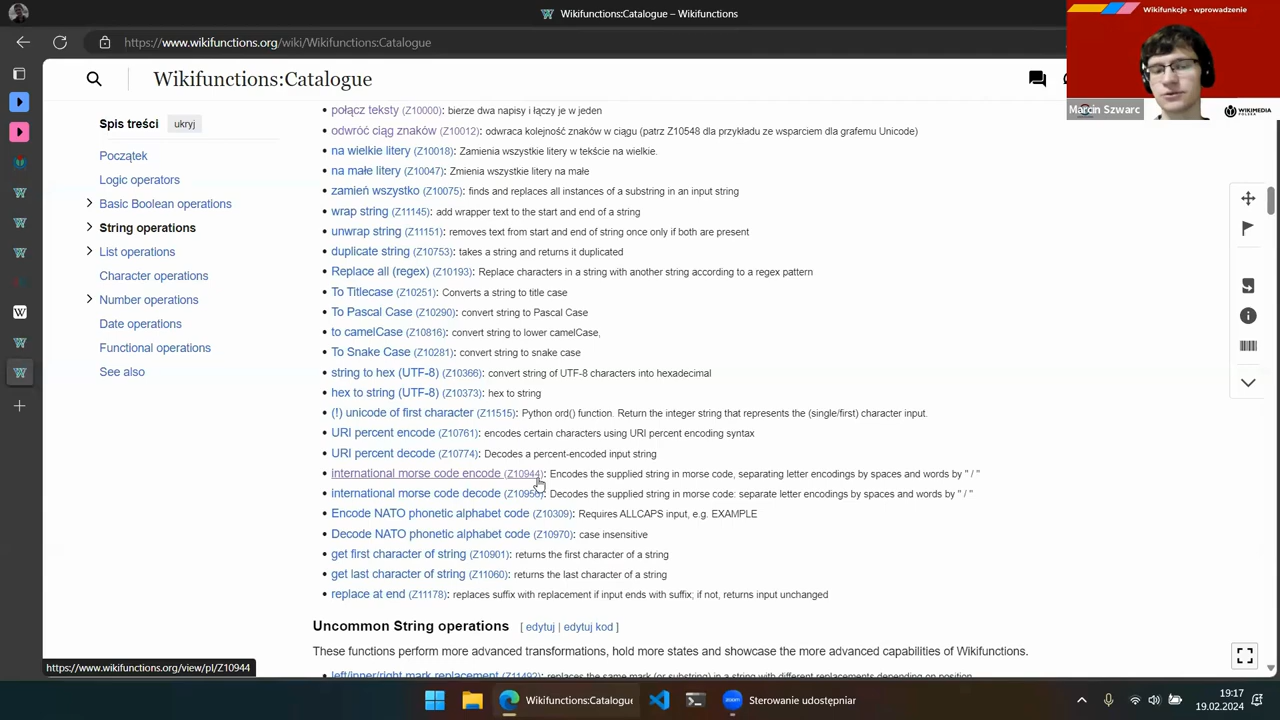 Wikifunctions:Catalogue – Wikifunctions
https://www.wikifunctions.org/wiki/Wikifunctions:Catalogue
Wikifunkcje - wprowadzenie
Marcin Szwarc
WIKIMEDIA
POLSKA
Wikifunctions:Catalogue
Spis treści ukryj
Początek
Logic operators
Basic Boolean operations
String operations
List operations
Character operations
Number operations
Date operations
Functional operations
See also
• połącz teksty (Z10000): bierze dwa napisy i łączy je w jeden
• odwróć ciąg znaków (Z10012): odwraca kolejność znaków w ciągu (patrz Z10548 dla przykładu ze wsparciem dla grafemu Unicode)
• na wielkie litery (Z10018): Zamienia wszystkie litery w tekście na wielkie.
• na małe litery (Z10047): Zmienia wszystkie litery na małe
• zamień wszystko (Z10075): finds and replaces all instances of a substring in an input string
• wrap string (Z11145): add wrapper text to the start and end of a string
• unwrap string (Z11151): removes text from start and end of string once only if both are present
• duplicate string (Z10753): takes a string and returns it duplicated
• Replace all (regex) (Z10193): Replace characters in a string with another string according to a regex pattern
• To Titlecase (Z10251): Converts a string to title case
• To Pascal Case (Z10290): convert string to Pascal Case
• to camelCase (Z10816): convert string to lower camelCase,
• To Snake Case (Z10281): convert string to snake case
• string to hex (UTF-8) (Z10366): convert string of UTF-8 characters into hexadecimal
• hex to string (UTF-8) (Z10373): hex to string
• (!) unicode of first character (Z11515): Python ord() function. Return the integer string that represents the (single/first) character input.
• URI percent encode (Z10761): encodes certain characters using URI percent encoding syntax
• URI percent decode (Z10774): Decodes a percent-encoded input string
• international morse code encode (Z10944): Encodes the supplied string in morse code, separating letter encodings by spaces and words by " / "
• international morse code decode (Z10956): Decodes the supplied string in morse code: separate letter encodings by spaces and words by " / "
• Encode NATO phonetic alphabet code (Z10309): Requires ALLCAPS input, e.g. EXAMPLE
• Decode NATO phonetic alphabet code (Z10970): case insensitive
• get first character of string (Z10901): returns the first character of a string
• get last character of string (Z11060): returns the last character of a string
• replace at end (Z11178): replaces suffix with replacement if input ends with suffix; if not, returns input unchanged
Uncommon String operations [ edytuj | edytuj kod ]
These functions perform more advanced transformations, hold more states and showcase the more advanced capabilities of Wikifunctions.
• left/inner/right mark replacement (Z11492): replaces the same mark (or substring) in a string with different replacements depending on position
https://www.wikifunctions.org/view/pl/Z10944
Wikifunctions:Catalogu
zoom
Sterowanie udostępniar
19:17
19.02.2024